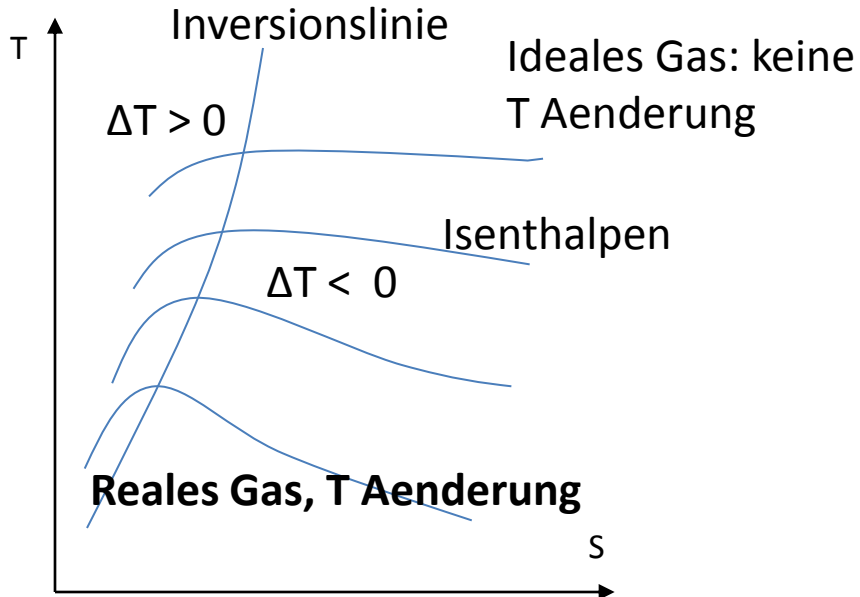 T
Inversionslinie
Ideales Gas: keine
T Aenderung
ΔT > 0
Isenthalpen
ΔT < 0
Reales Gas, T Aenderung
S